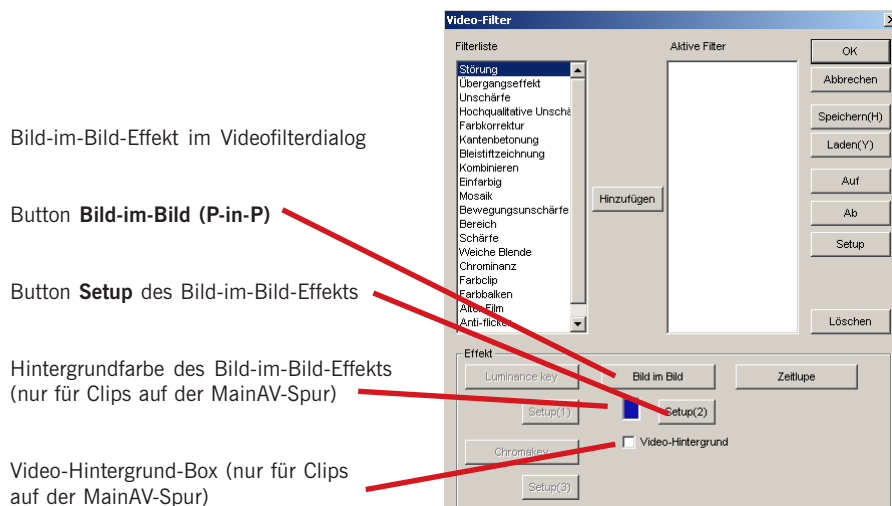 Bild-im-Bild-Effekt im Videofilterdialog
Button Bild-im-Bild (P-in-P)
Button Setup des Bild-im-Bild-Effekts
Hintergrundfarbe des Bild-im-Bild-Effekts
(nur für Clips auf der MainAV-Spur)
Video-Hintergrund-Box (nur für Clips
auf der MainAV-Spur)
Video-Filter
Filterliste
Störung
Übergangseffekt
Unschärfe
Hochqualitative Unschä
Farbkorrektur
Kantenbetonung
Bleistiftzeichnung
Kombinieren
Einfarbig
Mosaik
Bewegungsunschärfe
Bereich
Schärfe
Weiche Blende
Chrominanz
Farbclip
Farbbalken
Alter Film
Anti-flicker
Hinzufügen
Aktive Filter
OK
Abbrechen
Speichern(H)
Laden(Y)
Auf
Ab
Setup
Löschen
Effekt
Luminance key
Bild im Bild
Zeitlupe
Setup(1)
Setup(2)
Video-Hintergrund
Chromakey
Setup(3)